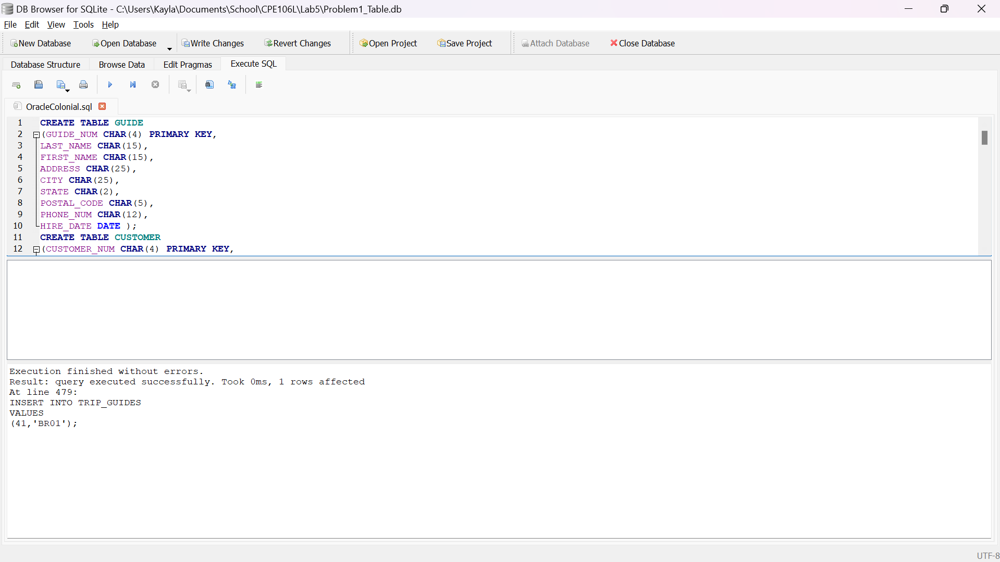 DB Browser for SQLite - C:\Users\Kayla\Documents\School\CPE106L\Lab5\Problem1_Table.db
File Edit View Tools Help
New Database Open Database Write Changes Revert Changes Open Project Save Project Attach Database Close Database
Database Structure Browse Data Edit Pragmas Execute SQL
OracleColonial.sql
1 CREATE TABLE GUIDE
2 (GUIDE_NUM CHAR(4) PRIMARY KEY,
3 LAST_NAME CHAR(15),
4 FIRST_NAME CHAR(15),
5 ADDRESS CHAR(25),
6 CITY CHAR(25),
7 STATE CHAR(2),
8 POSTAL_CODE CHAR(5),
9 PHONE_NUM CHAR(12),
10 HIRE_DATE DATE );
11 CREATE TABLE CUSTOMER
12 (CUSTOMER_NUM CHAR(4) PRIMARY KEY,
Execution finished without errors.
Result: query executed successfully. Took 0ms, 1 rows affected
At line 479:
INSERT INTO TRIP_GUIDES
VALUES
(41,'BR01');
UTF-8